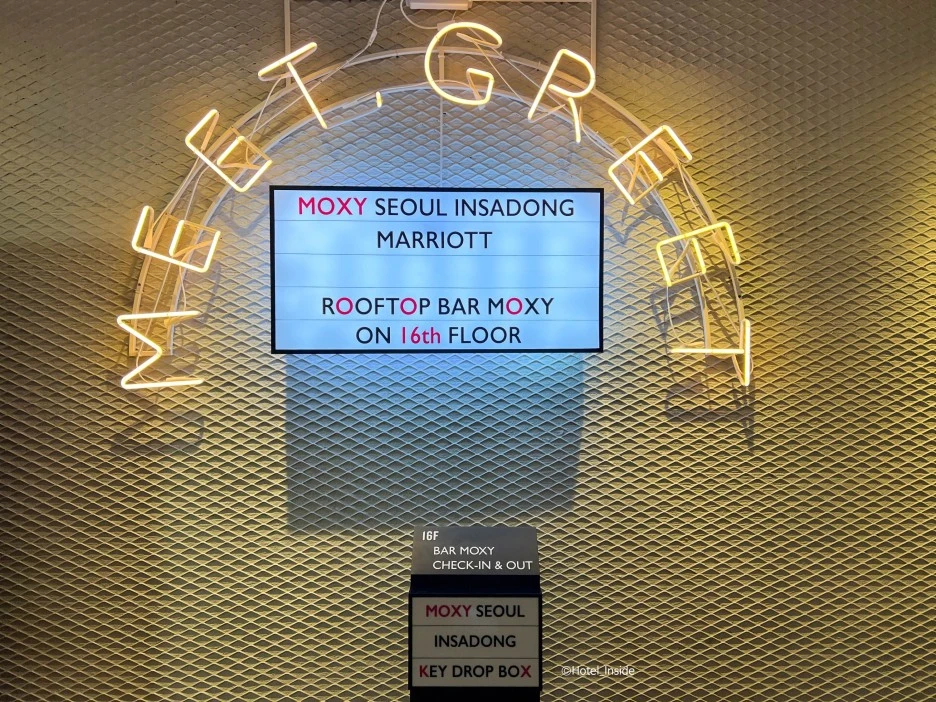 MEET.GREET
MOXY SEOUL INSADONG
MARRIOTT
ROOFTOP BAR MOXY
ON 16th FLOOR
16F
BAR MOXY
CHECK-IN & OUT
MOXY SEOUL
INSADONG
KEY DROP BOX
©Hotel_Inside